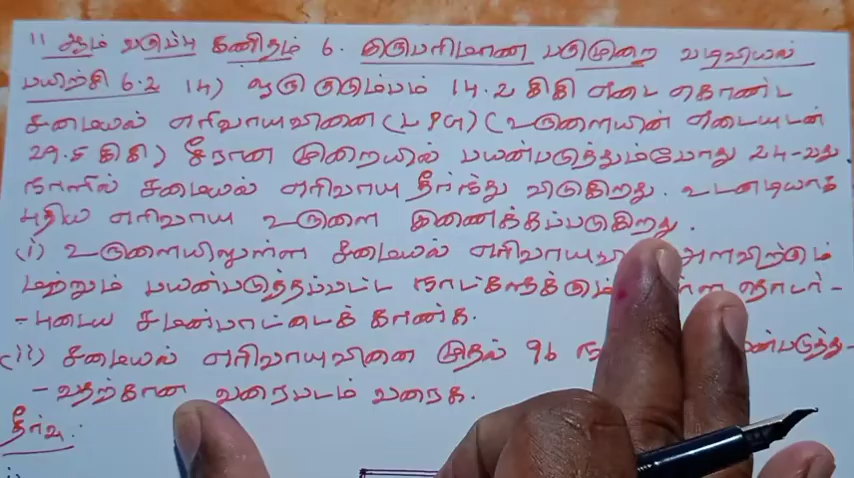 11 ஆம் வகுப்பு கணிதம் 6. இருபரிமாண பகுமுறை வடிவியல்
பயிற்சி 6.2 14) ஒரு குடும்பம் 14.2 கிகி எடை கொண்ட
சமையல் எரிவாயுவினை (LPG) (உருளையின் எடையுடன்
29.5 கிகி) சீரான முறையில் பயன்படுத்தும்போது 24-வது
நாளில் சமையல் எரிவாயு தீர்ந்து விடுகிறது. உடனடியாக
புதிய எரிவாயு உருளை இணைக்கப்படுகிறது.
(i) உருளையிலுள்ள சமையல் அளவிற்கும்
மற்றும் பயன்படுத்தப்பட்ட நாட்களுக்கும் தொடர்-
-புடைய சமன்பாட்டைக் காண்க.
(ii) சமையல் எரிவாயுவினை முதல் 96
-வதற்கான வரைபடம் வரைக.
தீர்வு: